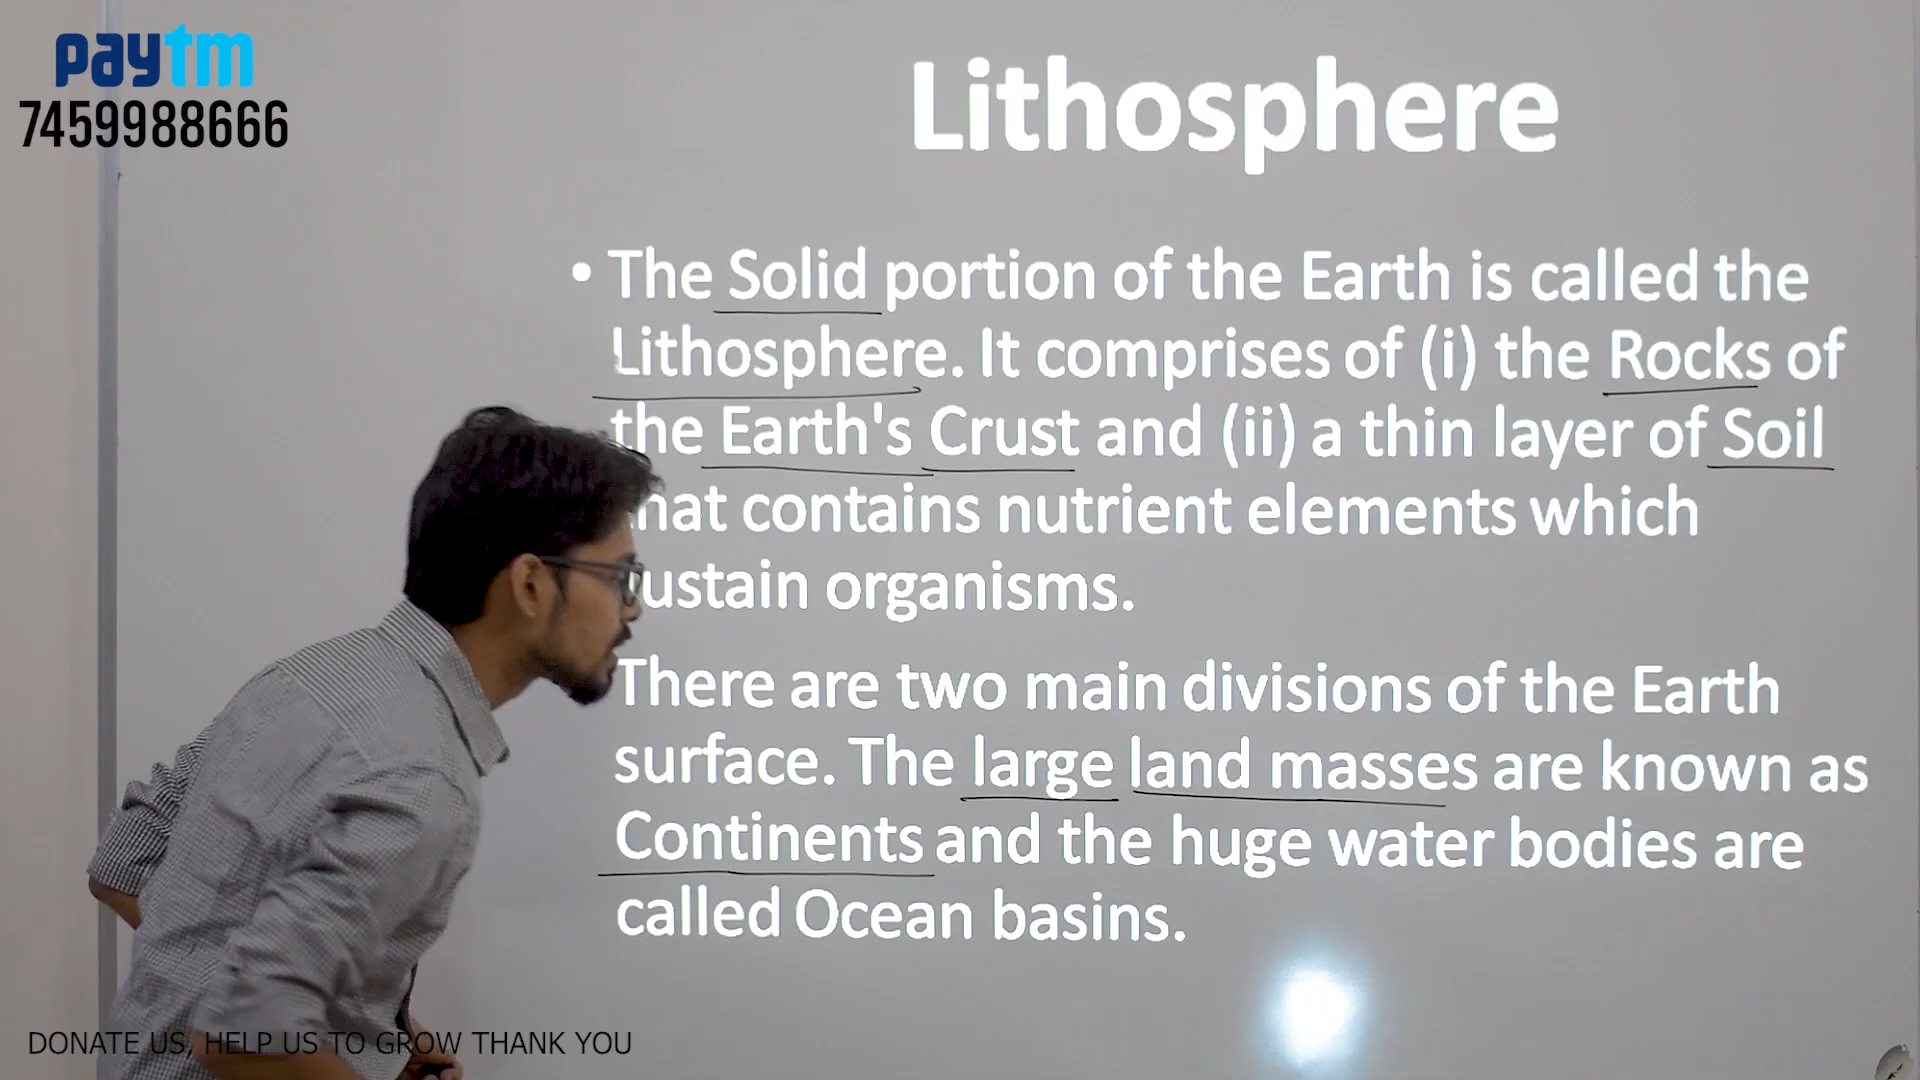 paytm
7459988666
Lithosphere
• The Solid portion of the Earth is called the
Lithosphere. It comprises of (i) the Rocks of
the Earth's Crust and (ii) a thin layer of Soil
that contains nutrient elements which
sustain organisms.
There are two main divisions of the Earth
surface. The large land masses are known as
Continents and the huge water bodies are
called Ocean basins.
DONATE US, HELP US TO GROW THANK YOU